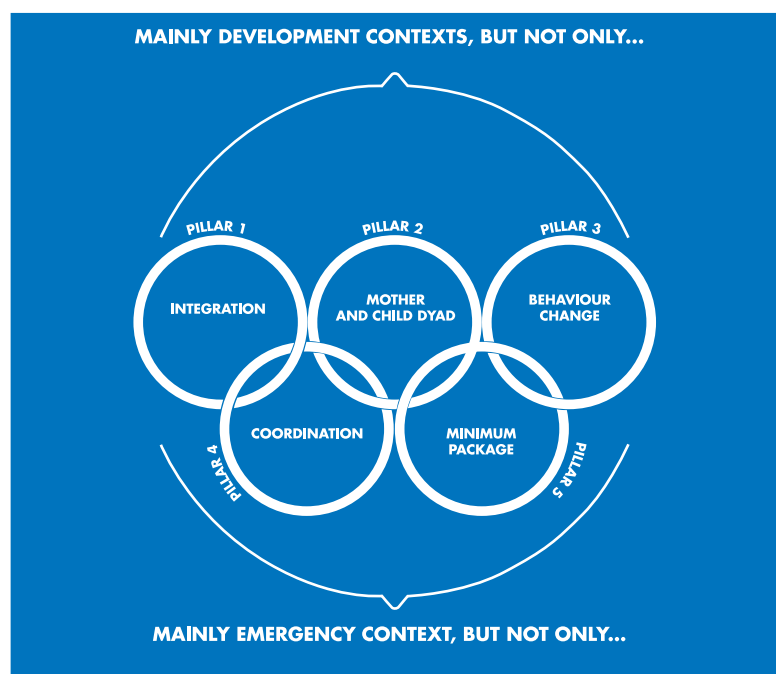 MAINLY DEVELOPMENT CONTEXTS, BUT NOT ONLY...
PILLAR 1
PILLAR 2
PILLAR 3
INTEGRATION
MOTHER
AND CHILD DYAD
BEHAVIOUR
CHANGE
COORDINATION
MINIMUM
PACKAGE
PILLAR 4
PILLAR 5
MAINLY EMERGENCY CONTEXT, BUT NOT ONLY...